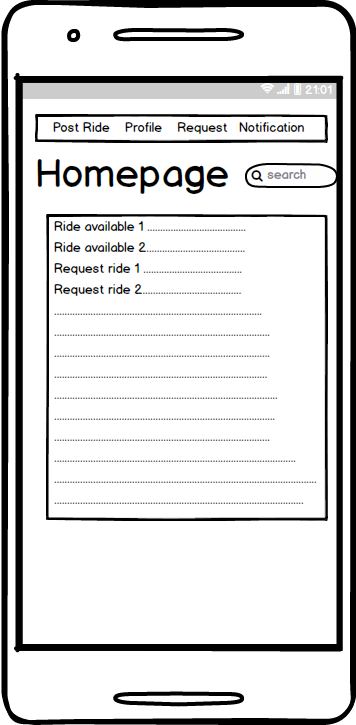 21:01
Post Ride Profile Request Notification
Homepage
search
Ride available 1 ................................
Ride available 2................................
Request ride 1 ................................
Request ride 2................................